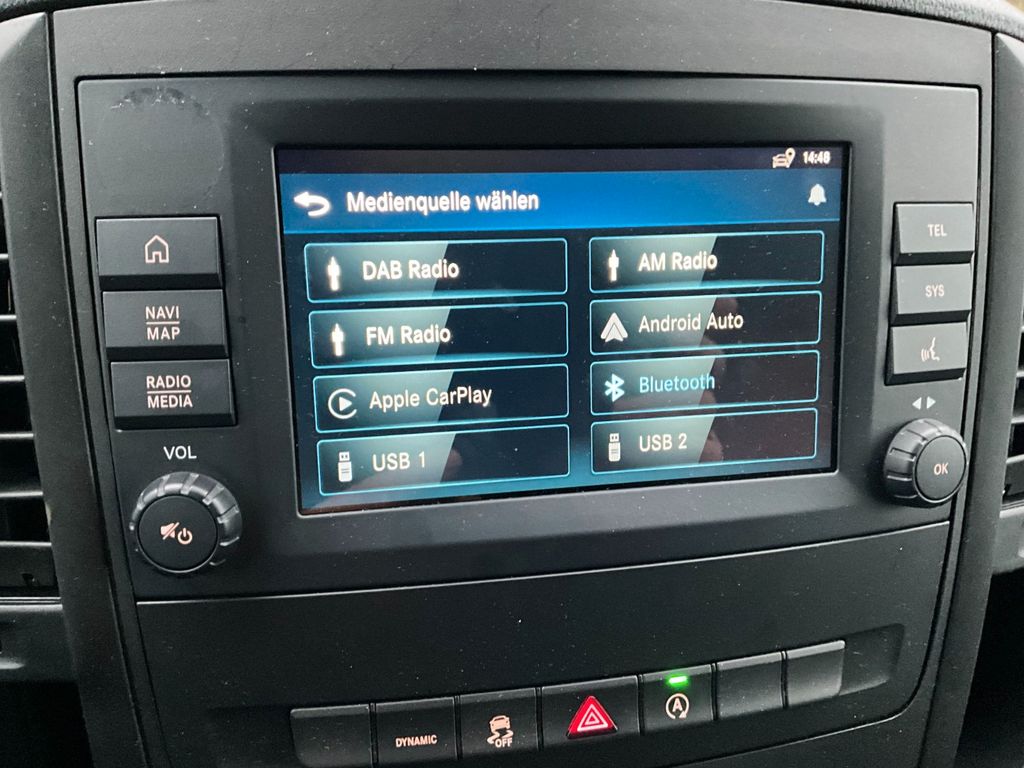 14:48
Medienquelle wählen
DAB Radio
AM Radio
FM Radio
Android Auto
Apple CarPlay
Bluetooth
USB 1
USB 2
NAVI
MAP
RADIO
MEDIA
VOL
TEL
SYS
OK
DYNAMIC
OFF
A